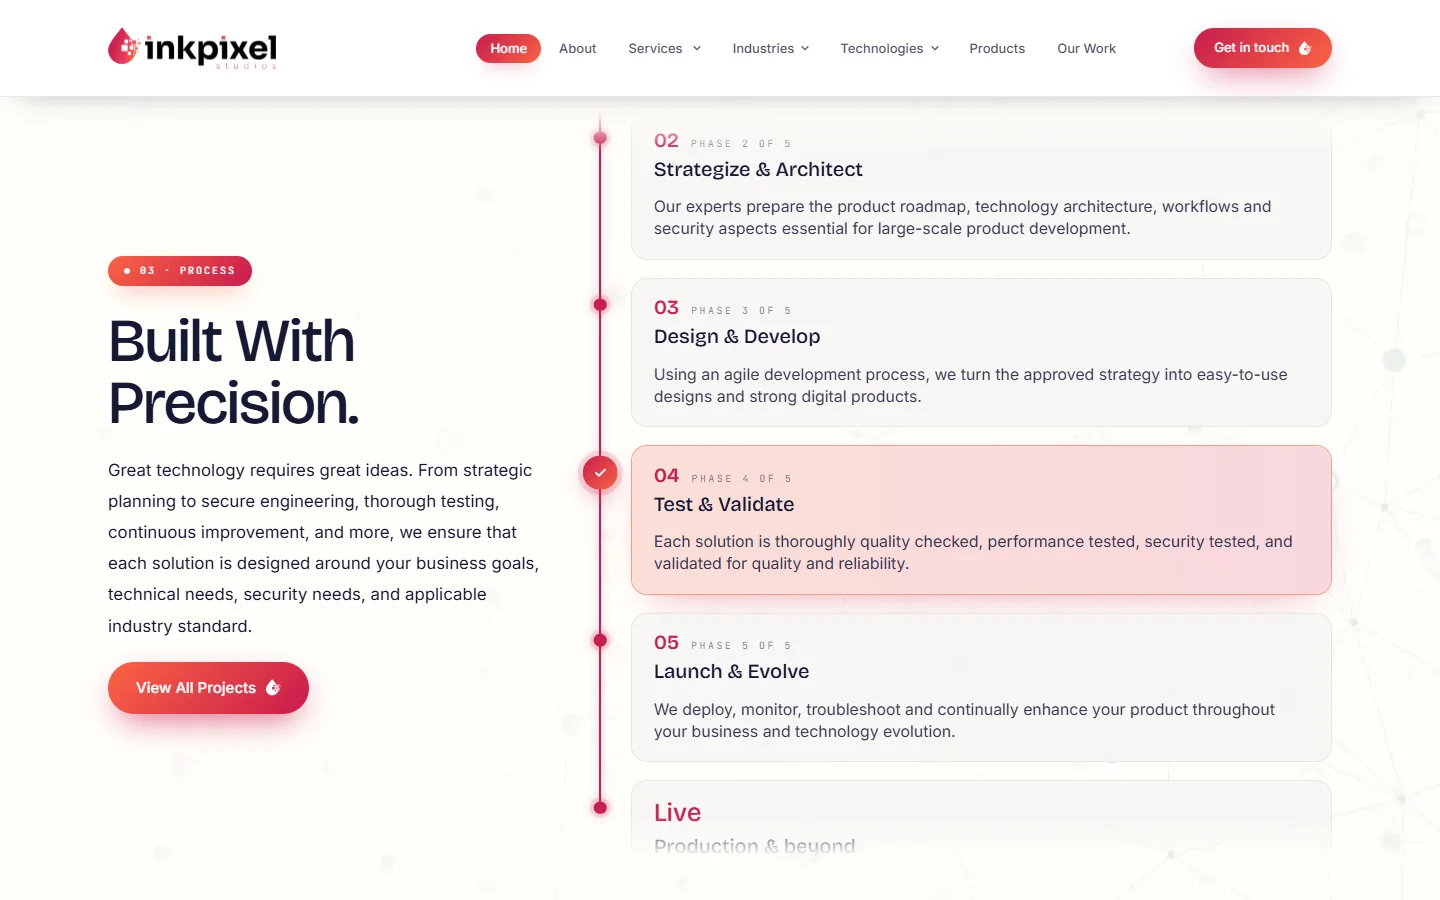 inkpixel
studios
Home
About
Services
Industries
Technologies
Products
Our Work
Get in touch
03 · PROCESS
Built With
Precision.
Great technology requires great ideas. From strategic
planning to secure engineering, thorough testing,
continuous improvement, and more, we ensure that
each solution is designed around your business goals,
technical needs, security needs, and applicable
industry standard.
View All Projects
02 PHASE 2 OF 5
Strategize & Architect
Our experts prepare the product roadmap, technology architecture, workflows and
security aspects essential for large-scale product development.
03 PHASE 3 OF 5
Design & Develop
Using an agile development process, we turn the approved strategy into easy-to-use
designs and strong digital products.
04 PHASE 4 OF 5
Test & Validate
Each solution is thoroughly quality checked, performance tested, security tested, and
validated for quality and reliability.
05 PHASE 5 OF 5
Launch & Evolve
We deploy, monitor, troubleshoot and continually enhance your product throughout
your business and technology evolution.
Live
Production & beyond